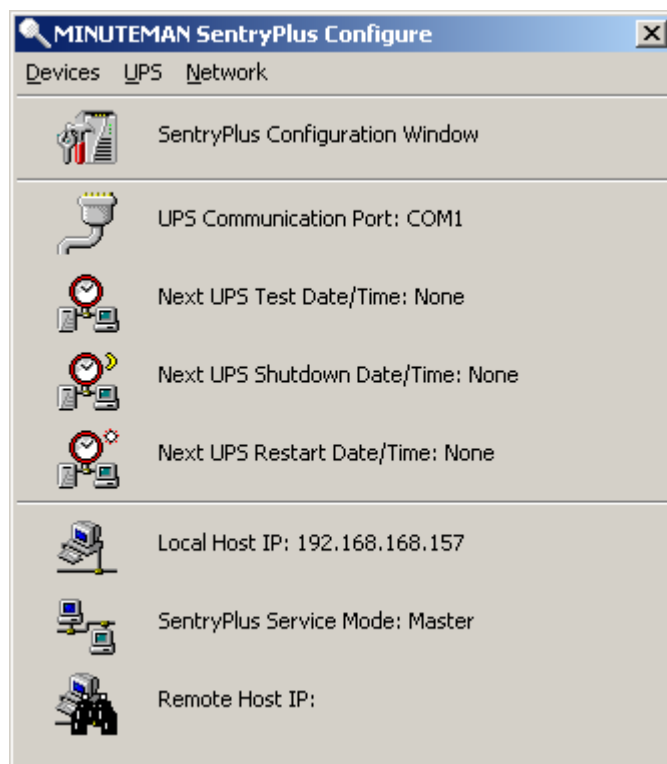 MINUTEMAN SentryPlus Configure
Devices UPS Network
SentryPlus Configuration Window
UPS Communication Port: COM1
Next UPS Test Date/Time: None
Next UPS Shutdown Date/Time: None
Next UPS Restart Date/Time: None
Local Host IP: 192.168.168.157
SentryPlus Service Mode: Master
Remote Host IP: